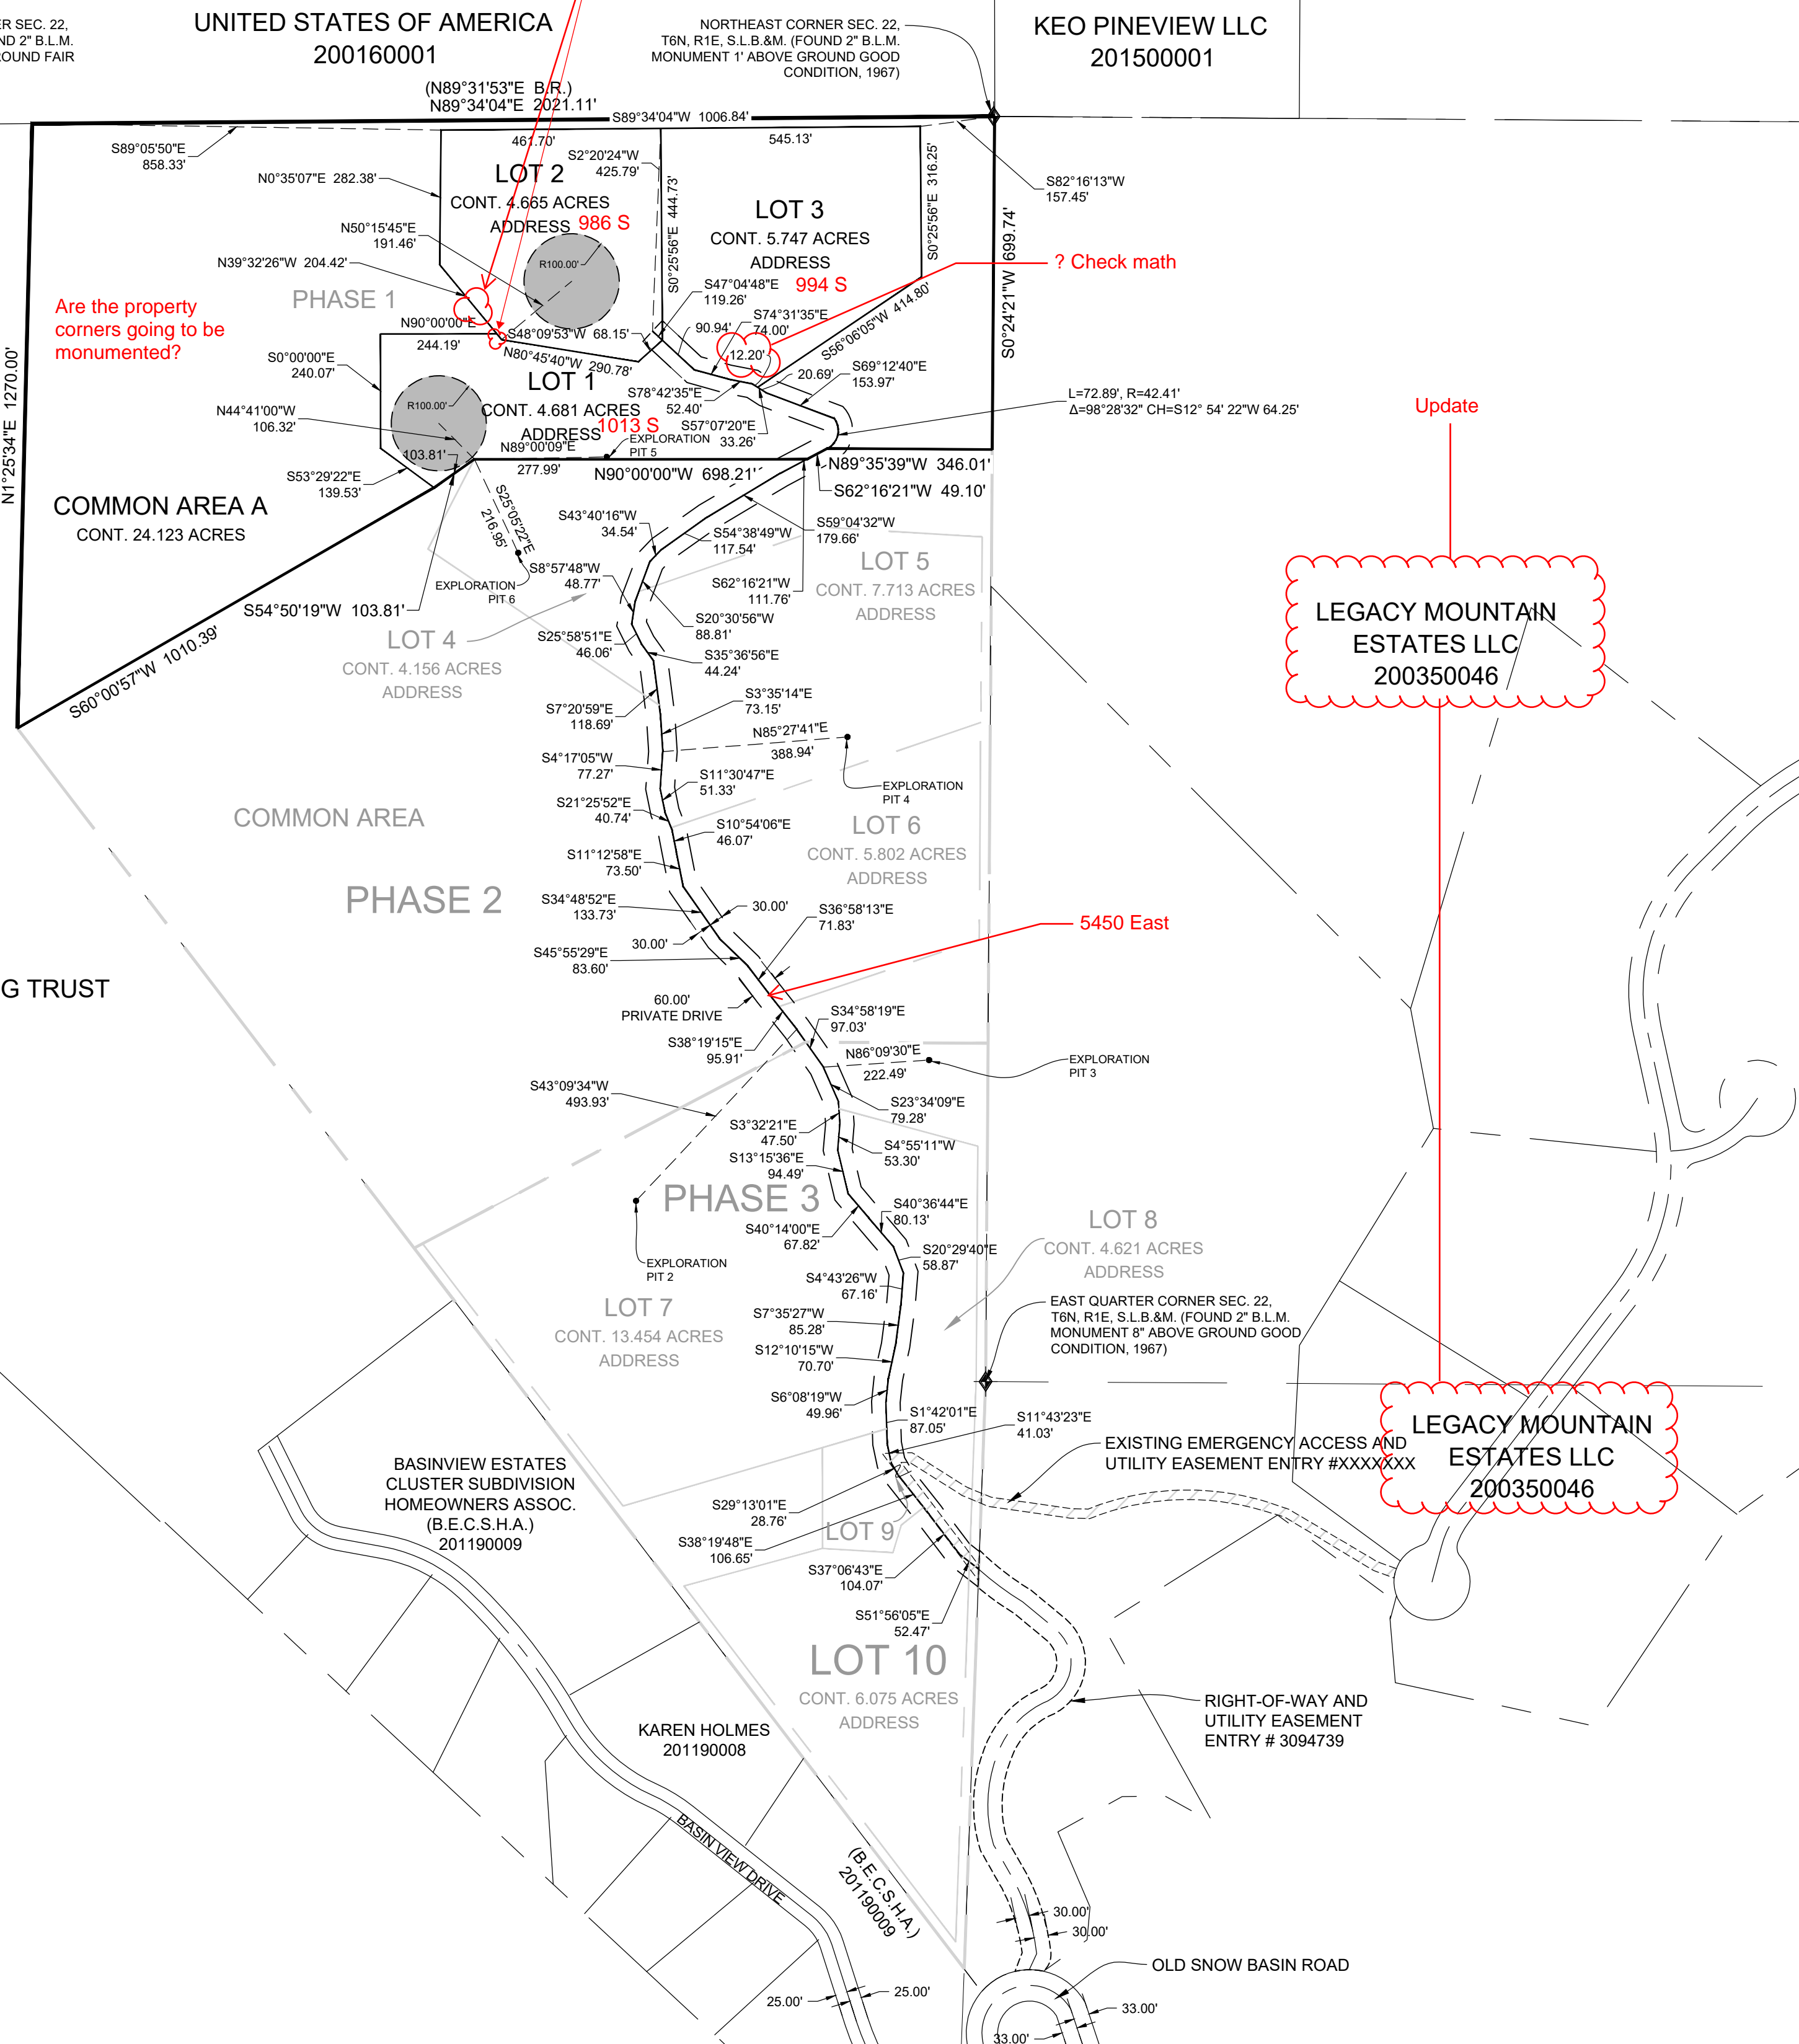 R SEC. 22,
ND 2" B.L.M.
OUND FAIR
UNITED STATES OF AMERICA
200160001
(N89°31'53"E B.R.)
N89°34'04"E 2021.11'
NORTHEAST CORNER SEC. 22,
T6N, R1E, S.L.B.&M. (FOUND 2" B.L.M.
MONUMENT 1' ABOVE GROUND GOOD
CONDITION, 1967)
KEO PINEVIEW LLC
201500001
S89°34'04"W 1006.84'
S89°05'50"E
858.33'
461.70'
545.13'
S2°20'24"W
425.79'
N0°35'07"E 282.38'
LOT 2
CONT. 4.665 ACRES
ADDRESS 986 S
S0°25'56"E 444.73'
LOT 3
CONT. 5.747 ACRES
ADDRESS
994 S
S0°25'56"E 316.25'
S82°16'13"W
157.45'
S0°24'21"W 699.74'
N50°15'45"E
191.46'
R100.00'
N39°32'26"W 204.42'
PHASE 1
Are the property
corners going to be
monumented?
? Check math
S47°04'48"E
119.26'
90.94'
S74°31'35"E
74.00'
12.20'
S56°06'05"W 414.80'
N90°00'00"E
244.19'
S48°09'53"W 68.15'
N80°45'40"W 290.78'
S0°00'00"E
240.07'
20.69'
S69°12'40"E
153.97'
LOT 1
CONT. 4.681 ACRES
ADDRESS
1013 S
R100.00'
N44°41'00"W
106.32'
S78°42'35"E
52.40'
S57°07'20"E
33.26'
L=72.89', R=42.41'
Δ=98°28'32" CH=S12° 54' 22"W 64.25'
Update
EXPLORATION
PIT 5
N89°00'09"E
277.99'
103.81'
S53°29'22"E
139.53'
N90°00'00"W 698.21'
N89°35'39"W 346.01'
S62°16'21"W 49.10'
N1°25'34"E 1270.00'
COMMON AREA A
CONT. 24.123 ACRES
S25°05'22"E
216.95'
S43°40'16"W
34.54'
S59°04'32"W
179.66'
S54°38'49"W
117.54'
LOT 5
CONT. 7.713 ACRES
ADDRESS
S8°57'48"W
48.77'
EXPLORATION
PIT 6
S62°16'21"W
111.76'
S54°50'19"W 103.81'
S60°00'57"W 1010.39'
LOT 4
CONT. 4.156 ACRES
ADDRESS
S20°30'56"W
88.81'
S25°58'51"E
46.06'
S35°36'56"E
44.24'
LEGACY MOUNTAIN
ESTATES LLC
200350046
S7°20'59"E
118.69'
S3°35'14"E
73.15'
N85°27'41"E
388.94'
S4°17'05"W
77.27'
S11°30'47"E
51.33'
EXPLORATION
PIT 4
S21°25'52"E
40.74'
COMMON AREA
S10°54'06"E
46.07'
LOT 6
CONT. 5.802 ACRES
ADDRESS
S11°12'58"E
73.50'
PHASE 2
S34°48'52"E
133.73'
30.00'
S36°58'13"E
71.83'
5450 East
30.00'
S45°55'29"E
83.60'
G TRUST
60.00'
PRIVATE DRIVE
S34°58'19"E
97.03'
S38°19'15"E
95.91'
N86°09'30"E
222.49'
EXPLORATION
PIT 3
S43°09'34"W
493.93'
S23°34'09"E
79.28'
S3°32'21"E
47.50'
S4°55'11"W
53.30'
S13°15'36"E
94.49'
PHASE 3
S40°36'44"E
80.13'
S40°14'00"E
67.82'
LOT 8
CONT. 4.621 ACRES
ADDRESS
S20°29'40"E
58.87'
EXPLORATION
PIT 2
S4°43'26"W
67.16'
LOT 7
CONT. 13.454 ACRES
ADDRESS
S7°35'27"W
85.28'
EAST QUARTER CORNER SEC. 22,
T6N, R1E, S.L.B.&M. (FOUND 2" B.L.M.
MONUMENT 8" ABOVE GROUND GOOD
CONDITION, 1967)
S12°10'15"W
70.70'
S6°08'19"W
49.96'
S1°42'01"E
87.05'
S11°43'23"E
41.03'
LEGACY MOUNTAIN
ESTATES LLC
200350046
EXISTING EMERGENCY ACCESS AND
UTILITY EASEMENT ENTRY #XXXXXXX
BASINVIEW ESTATES
CLUSTER SUBDIVISION
HOMEOWNERS ASSOC.
(B.E.C.S.H.A.)
201190009
S29°13'01"E
28.76'
LOT 9
S38°19'48"E
106.65'
S37°06'43"E
104.07'
S51°56'05"E
52.47'
LOT 10
CONT. 6.075 ACRES
ADDRESS
RIGHT-OF-WAY AND
UTILITY EASEMENT
ENTRY # 3094739
KAREN HOLMES
201190008
BASIN VIEW DRIVE
(B.E.C.S.H.A.)
201190009
30.00'
30.00'
OLD SNOW BASIN ROAD
25.00'
25.00'
33.00'
33.00'